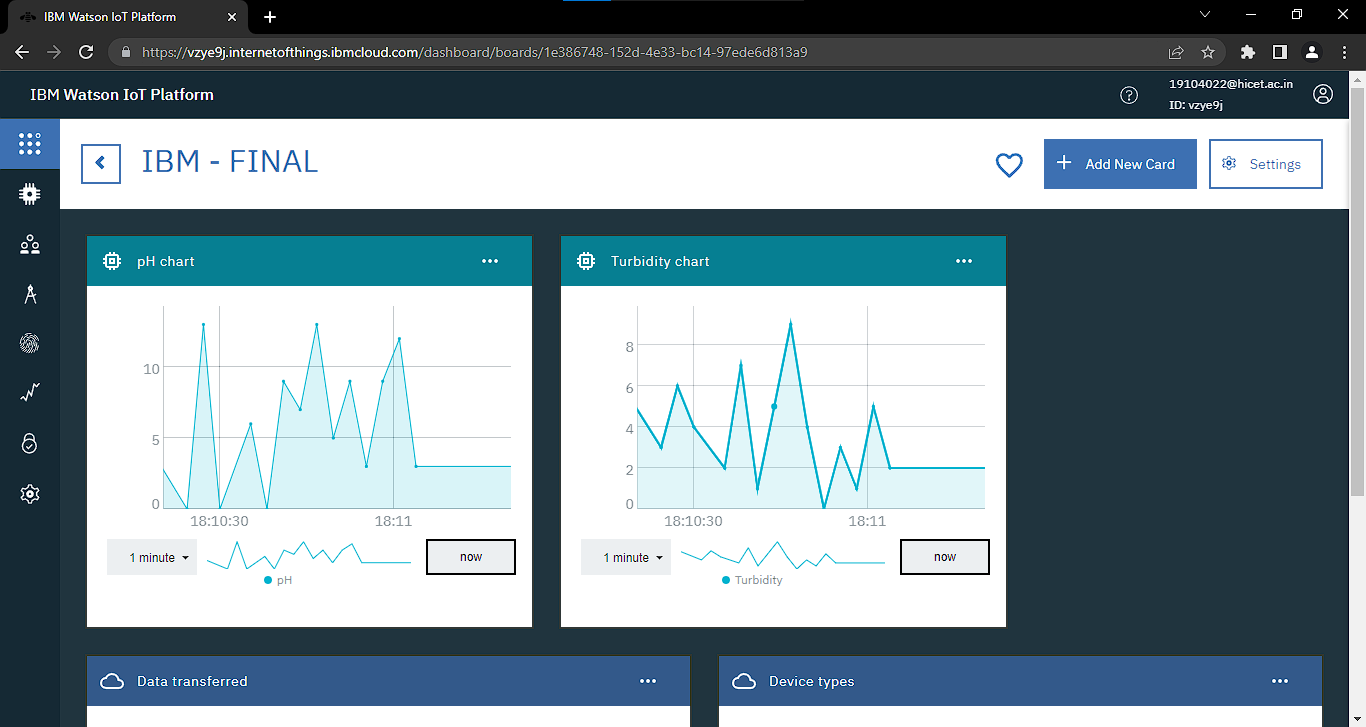 IBM Watson IoT Platform
https://vzye9j.internetofthings.ibmcloud.com/dashboard/boards/1e386748-152d-4e33-bc14-97ede6d813a9
IBM Watson IoT Platform
19104022@hicet.ac.in
ID: vzye9j
IBM - FINAL
Add New Card
Settings
pH chart
10
5
0
18:10:30
18:11
1 minute
now
pH
Turbidity chart
8
6
4
2
0
18:10:30
18:11
1 minute
now
Turbidity
Data transferred
Device types